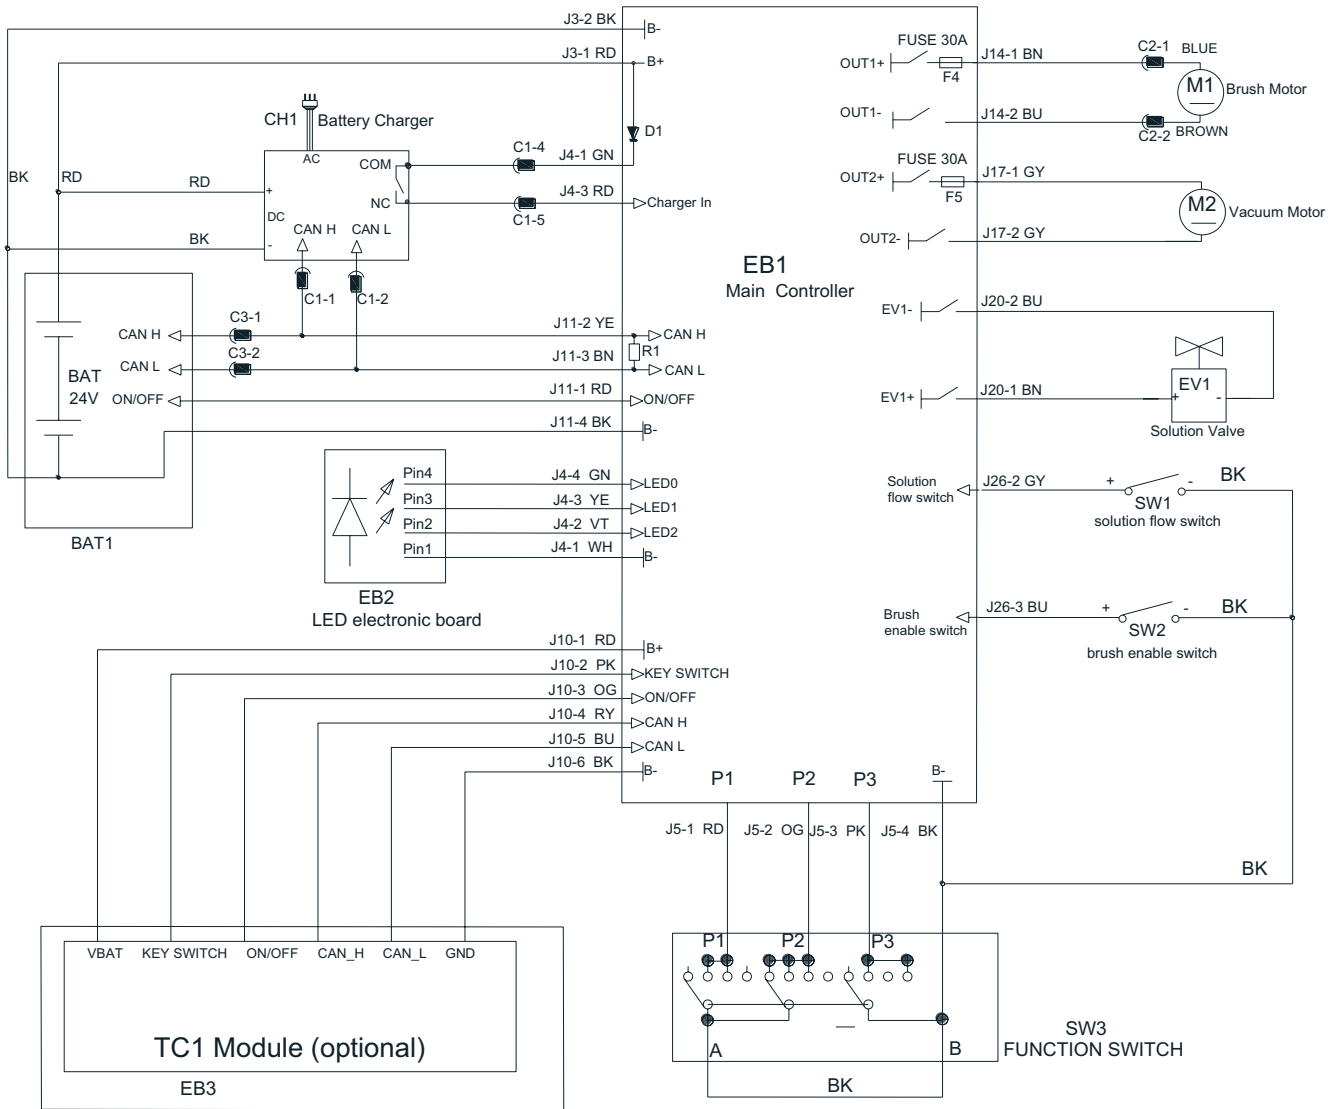 J3-2 BK
B-
J3-1 RD
B+
CH1
Battery Charger
AC
COM
NC
+
DC
-
CAN H
CAN L
C1-4
J4-1 GN
D1
C1-5
J4-3 RD
Charger In
BK
RD
RD
BK
C1-1
C1-2
C3-1
CAN H
J11-2 YE
CAN H
C3-2
R1
CAN L
J11-3 BN
CAN L
BAT
24V
ON/OFF
J11-1 RD
ON/OFF
J11-4 BK
B-
BAT1
Pin4
J4-4 GN
LED0
Pin3
J4-3 YE
LED1
Pin2
J4-2 VT
LED2
Pin1
J4-1 WH
B-
EB2
LED electronic board
J10-1 RD
B+
J10-2 PK
KEY SWITCH
J10-3 OG
ON/OFF
J10-4 RY
CAN H
J10-5 BU
CAN L
J10-6 BK
B-
EB1
Main Controller
FUSE 30A
OUT1+
F4
J14-1 BN
C2-1
BLUE
M1
Brush Motor
OUT1-
J14-2 BU
C2-2
BROWN
FUSE 30A
OUT2+
F5
J17-1 GY
M2
Vacuum Motor
OUT2-
J17-2 GY
EV1-
J20-2 BU
EV1+
J20-1 BN
+
EV1
-
Solution Valve
Solution
flow switch
J26-2 GY
+
-
BK
SW1
solution flow switch
Brush
enable switch
J26-3 BU
+
-
BK
SW2
brush enable switch
P1
P2
P3
B-
J5-1 RD
J5-2 OG
J5-3 PK
J5-4 BK
BK
P1
P2
P3
A
B
SW3
FUNCTION SWITCH
BK
VBAT
KEY SWITCH
ON/OFF
CAN_H
CAN_L
GND
TC1 Module (optional)
EB3